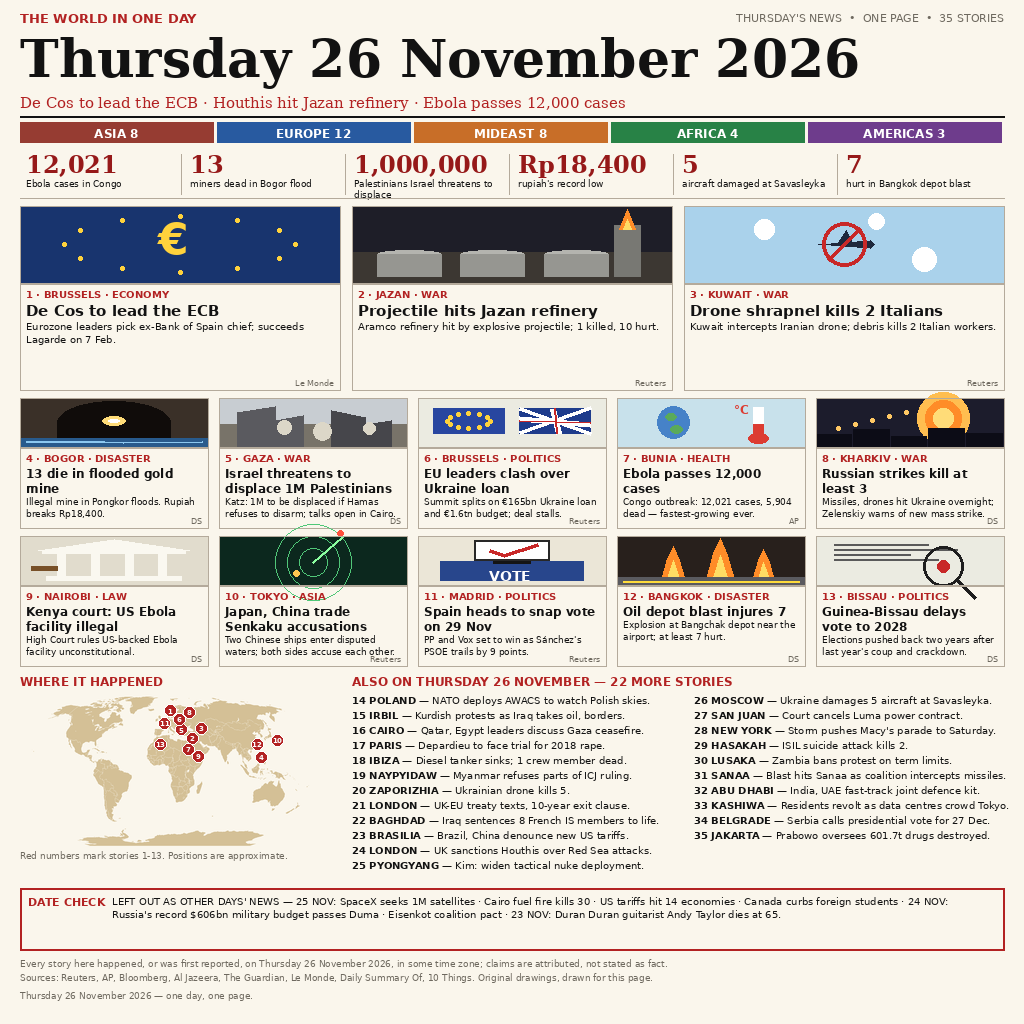 THE WORLD IN ONE DAY
THURSDAY'S NEWS • ONE PAGE • 35 STORIES
Thursday 26 November 2026
De Cos to lead the ECB · Houthis hit Jazan refinery · Ebola passes 12,000 cases
ASIA 8
EUROPE 12
MIDEAST 8
AFRICA 4
AMERICAS 3
12,021
Ebola cases in Congo
13
miners dead in Bogor flood
1,000,000
Palestinians Israel threatens to
displace
Rp18,400
rupiah's record low
5
aircraft damaged at Savasleyka
7
hurt in Bangkok depot blast
€
1 · BRUSSELS · ECONOMY
De Cos to lead the ECB
Eurozone leaders pick ex-Bank of Spain chief; succeeds
Lagarde on 7 Feb.
Le Monde
2 · JAZAN · WAR
Projectile hits Jazan refinery
Aramco refinery hit by explosive projectile; 1 killed, 10 hurt.
Reuters
3 · KUWAIT · WAR
Drone shrapnel kills 2 Italians
Kuwait intercepts Iranian drone; debris kills 2 Italian workers.
Reuters
4 · BOGOR · DISASTER
13 die in flooded gold
mine
Illegal mine in Pongkor floods. Rupiah
breaks Rp18,400.
DS
5 · GAZA · WAR
Israel threatens to
displace 1M Palestinians
Katz: 1M to be displaced if Hamas
refuses to disarm; talks open in Cairo.
DS
6 · BRUSSELS · POLITICS
EU leaders clash over
Ukraine loan
Summit splits on €165bn Ukraine loan
and €1.6tn budget; deal stalls.
Reuters
°C
7 · BUNIA · HEALTH
Ebola passes 12,000
cases
Congo outbreak: 12,021 cases, 5,904
dead — fastest-growing ever.
AP
8 · KHARKIV · WAR
Russian strikes kill at
least 3
Missiles, drones hit Ukraine overnight;
Zelenskiy warns of new mass strike.
DS
9 · NAIROBI · LAW
Kenya court: US Ebola
facility illegal
High Court rules US-backed Ebola
facility unconstitutional.
DS
10 · TOKYO · ASIA
Japan, China trade
Senkaku accusations
Two Chinese ships enter disputed
waters; both sides accuse each other.
Reuters
VOTE
11 · MADRID · POLITICS
Spain heads to snap vote
on 29 Nov
PP and Vox set to win as Sánchez's
PSOE trails by 9 points.
Reuters
12 · BANGKOK · DISASTER
Oil depot blast injures 7
Explosion at Bangchak depot near the
airport; at least 7 hurt.
DS
13 · BISSAU · POLITICS
Guinea-Bissau delays
vote to 2028
Elections pushed back two years after
last year's coup and crackdown.
DS
WHERE IT HAPPENED
1
8
11
6
5
3
2
13
7
9
12
10
4
Red numbers mark stories 1-13. Positions are approximate.
ALSO ON THURSDAY 26 NOVEMBER — 22 MORE STORIES
14 POLAND — NATO deploys AWACS to watch Polish skies.
15 IRBIL — Kurdish protests as Iraq takes oil, borders.
16 CAIRO — Qatar, Egypt leaders discuss Gaza ceasefire.
17 PARIS — Depardieu to face trial for 2018 rape.
18 IBIZA — Diesel tanker sinks; 1 crew member dead.
19 NAYPYIDAW — Myanmar refuses parts of ICJ ruling.
20 ZAPORIZHIA — Ukrainian drone kills 5.
21 LONDON — UK-EU treaty texts, 10-year exit clause.
22 BAGHDAD — Iraq sentences 8 French IS members to life.
23 BRASILIA — Brazil, China denounce new US tariffs.
24 LONDON — UK sanctions Houthis over Red Sea attacks.
25 PYONGYANG — Kim: widen tactical nuke deployment.
26 MOSCOW — Ukraine damages 5 aircraft at Savasleyka.
27 SAN JUAN — Court cancels Luma power contract.
28 NEW YORK — Storm pushes Macy's parade to Saturday.
29 HASAKAH — ISIL suicide attack kills 2.
30 LUSAKA — Zambia bans protest on term limits.
31 SANAA — Blast hits Sanaa as coalition intercepts missiles.
32 ABU DHABI — India, UAE fast-track joint defence kit.
33 KASHIWA — Residents revolt as data centres crowd Tokyo.
34 BELGRADE — Serbia calls presidential vote for 27 Dec.
35 JAKARTA — Prabowo oversees 601.7t drugs destroyed.
DATE CHECK
LEFT OUT AS OTHER DAYS' NEWS — 25 NOV: SpaceX seeks 1M satellites · Cairo fuel fire kills 30 · US tariffs hit 14 economies · Canada curbs foreign students · 24 NOV:
Russia's record $606bn military budget passes Duma · Eisenkot coalition pact · 23 NOV: Duran Duran guitarist Andy Taylor dies at 65.
Every story here happened, or was first reported, on Thursday 26 November 2026, in some time zone; claims are attributed, not stated as fact.
Sources: Reuters, AP, Bloomberg, Al Jazeera, The Guardian, Le Monde, Daily Summary Of, 10 Things. Original drawings, drawn for this page.
Thursday 26 November 2026 — one day, one page.